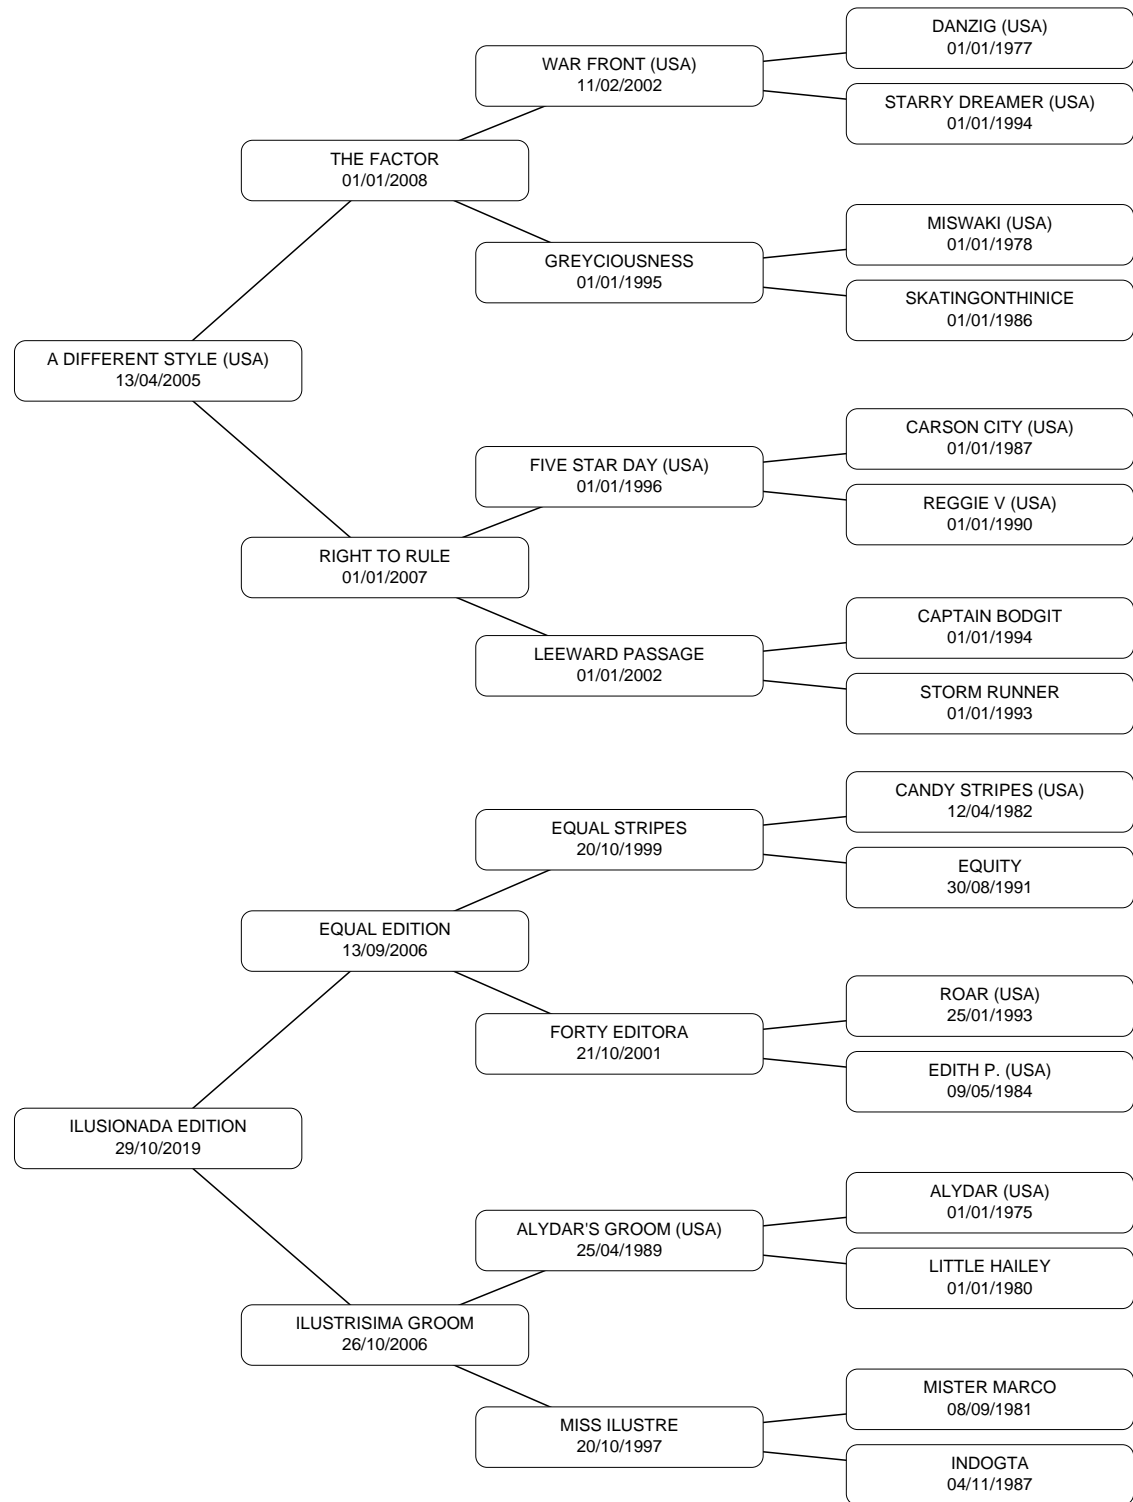 DANZIG (USA)
01/01/1977
WAR FRONT (USA)
11/02/2002
STARRY DREAMER (USA)
01/01/1994
THE FACTOR
01/01/2008
MISWAKI (USA)
01/01/1978
GREYCIOUSNESS
01/01/1995
SKATINGONTHINICE
01/01/1986
A DIFFERENT STYLE (USA)
13/04/2005
CARSON CITY (USA)
01/01/1987
FIVE STAR DAY (USA)
01/01/1996
REGGIE V (USA)
01/01/1990
RIGHT TO RULE
01/01/2007
CAPTAIN BODGIT
01/01/1994
LEEWARD PASSAGE
01/01/2002
STORM RUNNER
01/01/1993
CANDY STRIPES (USA)
12/04/1982
EQUAL STRIPES
20/10/1999
EQUITY
30/08/1991
EQUAL EDITION
13/09/2006
ROAR (USA)
25/01/1993
FORTY EDITORA
21/10/2001
EDITH P. (USA)
09/05/1984
ILUSIONADA EDITION
29/10/2019
ALYDAR (USA)
01/01/1975
ALYDAR'S GROOM (USA)
25/04/1989
LITTLE HAILEY
01/01/1980
ILUSTRISIMA GROOM
26/10/2006
MISTER MARCO
08/09/1981
MISS ILUSTRE
20/10/1997
INDOGTA
04/11/1987